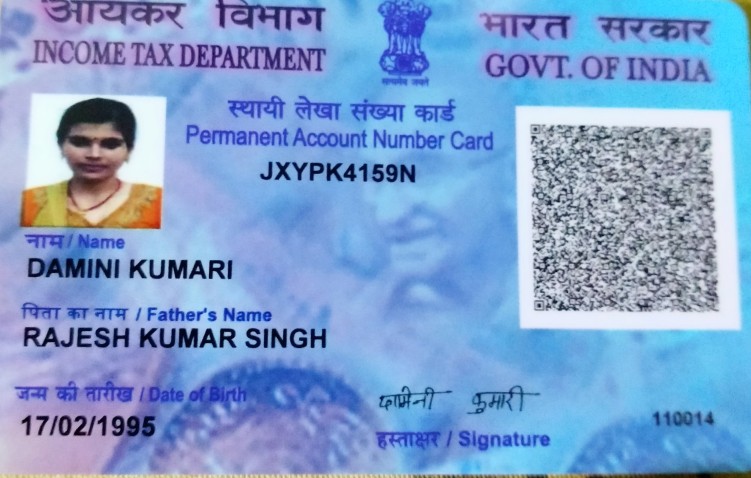 आयकर विभाग
INCOME TAX DEPARTMENT
सत्यमेव जयते
भारत सरकार
GOVT. OF INDIA
स्थायी लेखा संख्या कार्ड
Permanent Account Number Card
JXYPK4159N
नाम / Name
DAMINI KUMARI
पिता का नाम / Father's Name
RAJESH KUMAR SINGH
जन्म की तारीख / Date of Birth
17/02/1995
दामिनी कुमारी
हस्ताक्षर / Signature
110014